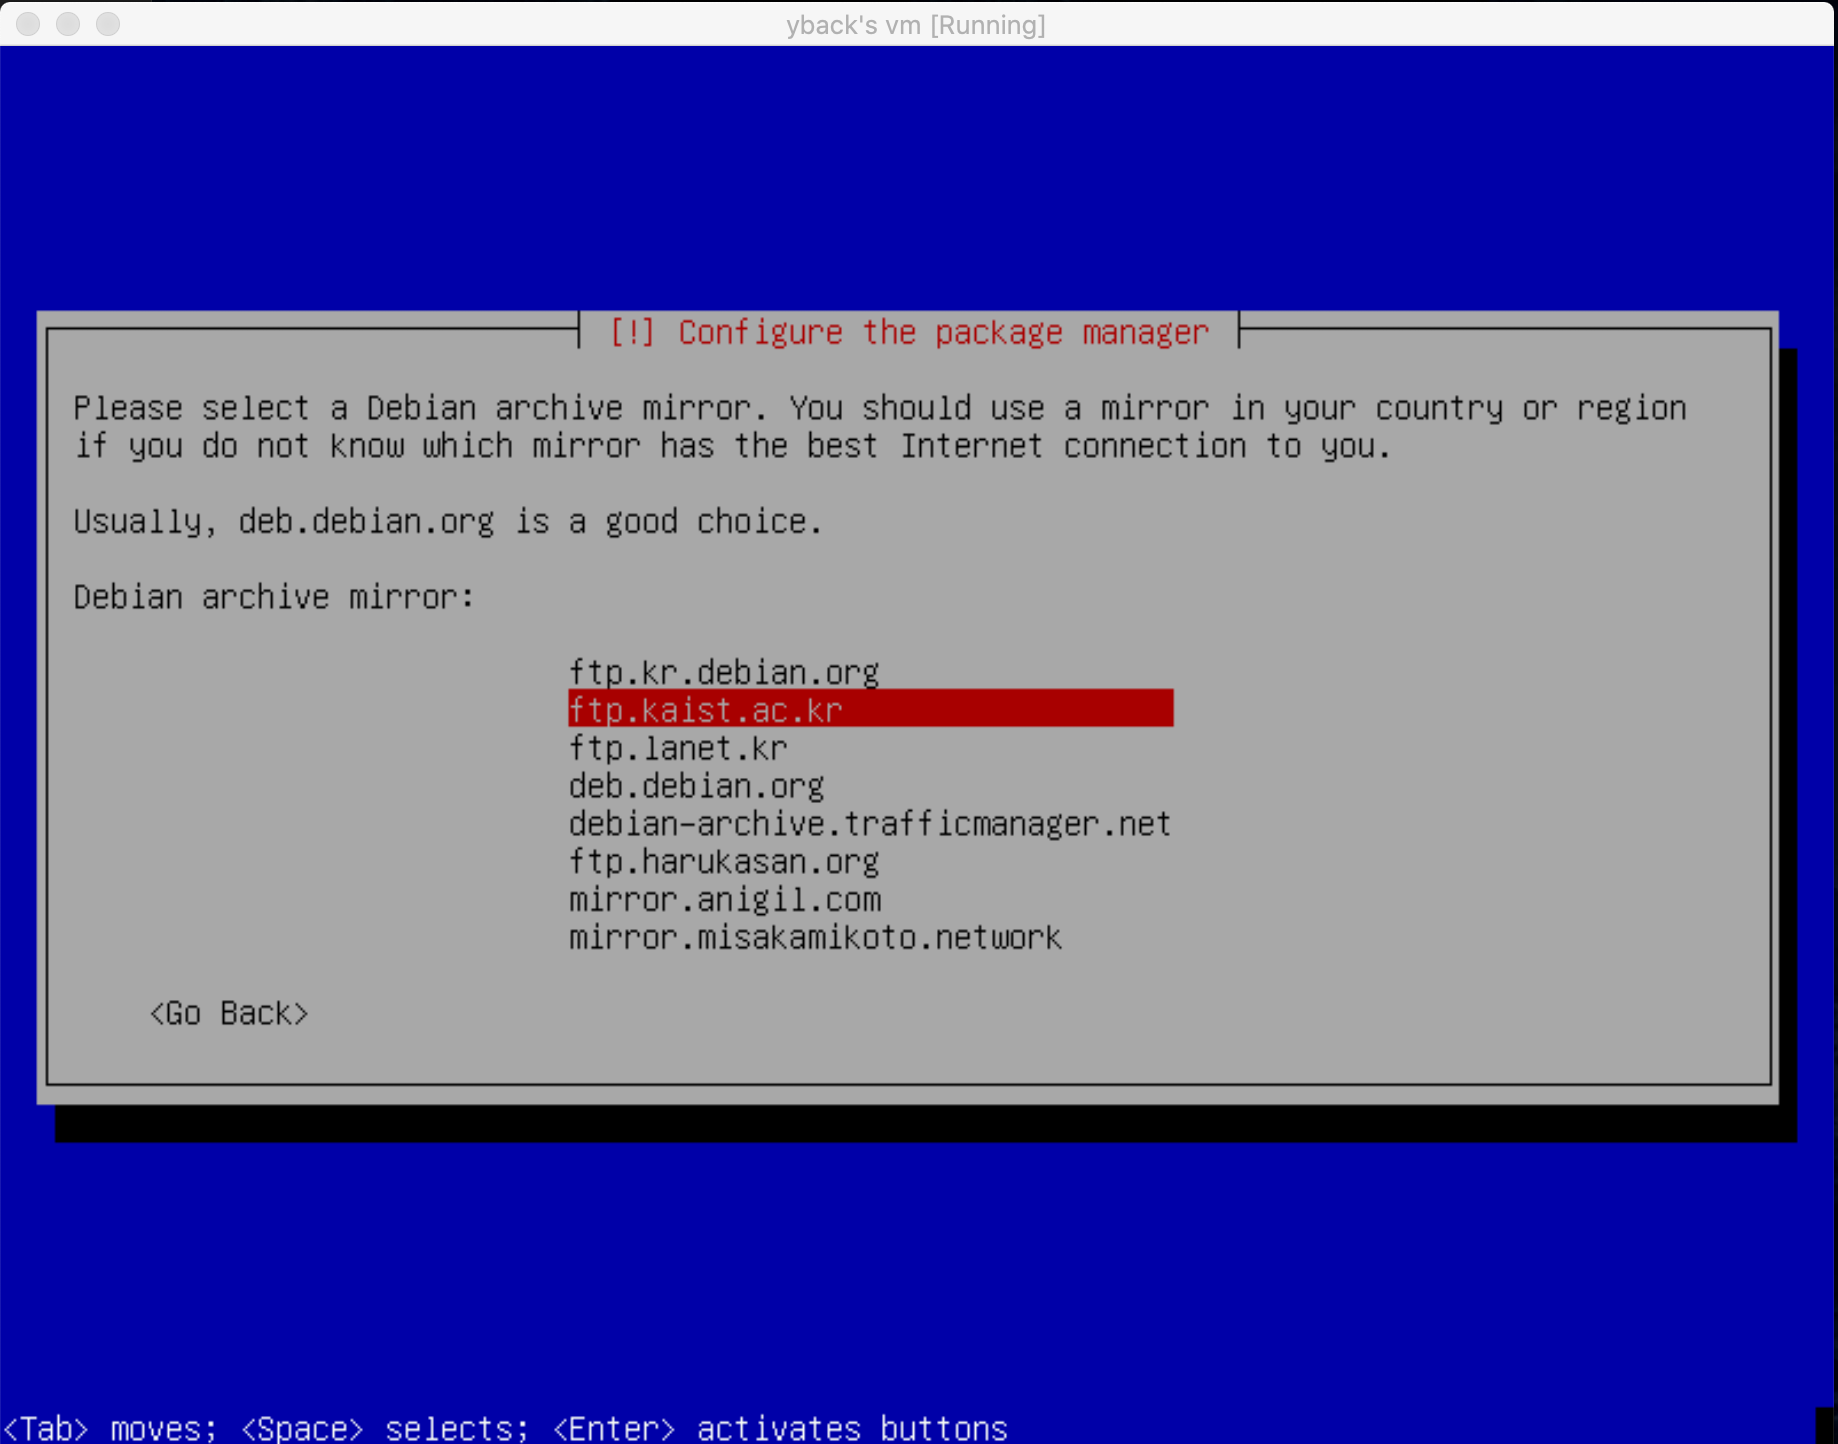 yback's vm [Running]
[!] Configure the package manager
Please select a Debian archive mirror. You should use a mirror in your country or region
if you do not know which mirror has the best Internet connection to you.
Usually, deb.debian.org is a good choice.
Debian archive mirror:
ftp.kr.debian.org
ftp.kaist.ac.kr
ftp.lanet.kr
deb.debian.org
debian-archive.trafficmanager.net
ftp.harukasan.org
mirror.anigil.com
mirror.misakamikoto.network
<Go Back>
<Tab> moves; <Space> selects; <Enter> activates buttons